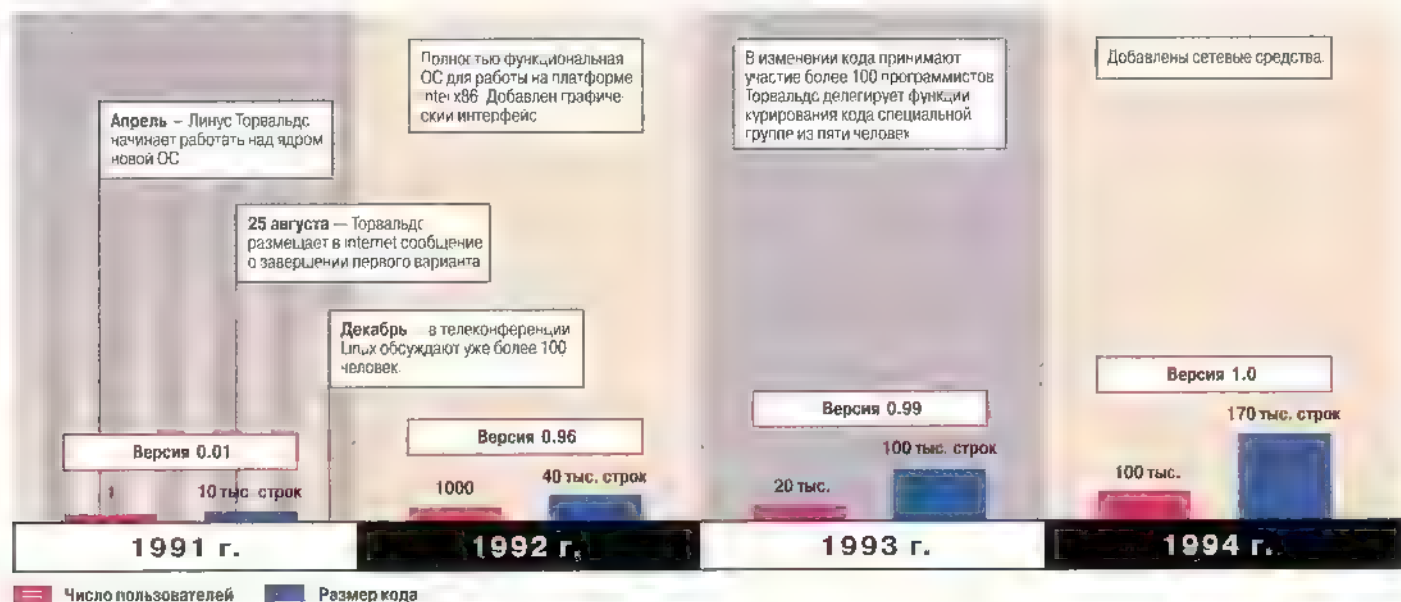 Апрель – Линус Торвальдс
начинает работать над ядром
новой ОС
25 августа — Торвальдс
размещает в Internet сообщение
о завершении первого варианта
Декабрь в телеконференции
Linux обсуждают уже более 100
человек.
Версия 0.01
1
10 тыс строк
1991 г.
Полностью функциональная
ОС для работы на платформе
Intel x86 Добавлен графиче-
ский интерфейс
Версия 0.96
1000
40 тыс. строк
1992 г.
В изменении кода принимают
участие более 100 программистов
Торвальдс делегирует функции
курирования кода специальной
группе из пяти человек
Версия 0.99
20 тыс.
100 тыс. строк
1993 г.
Добавлены сетевые средства.
Версия 1.0
100 тыс.
170 тыс. строк
1994 г.
Число пользователей
Размер кода